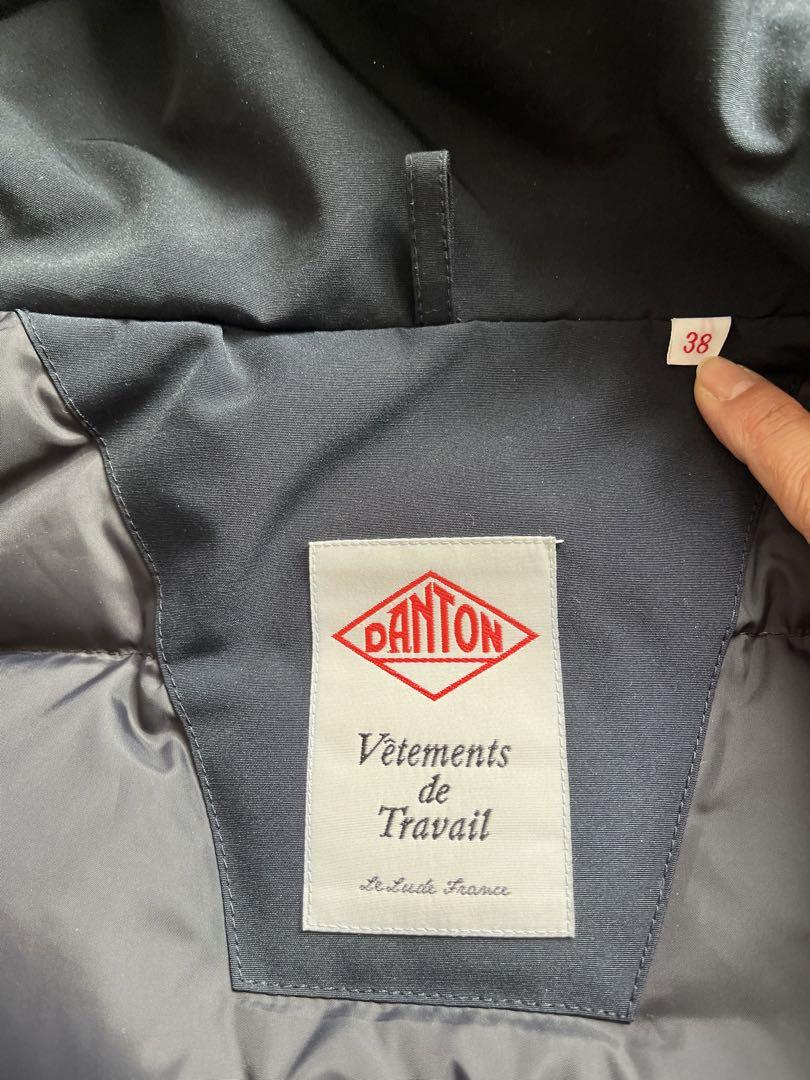 38
DANTON
Vêtements
de
Travail
Le Lude France